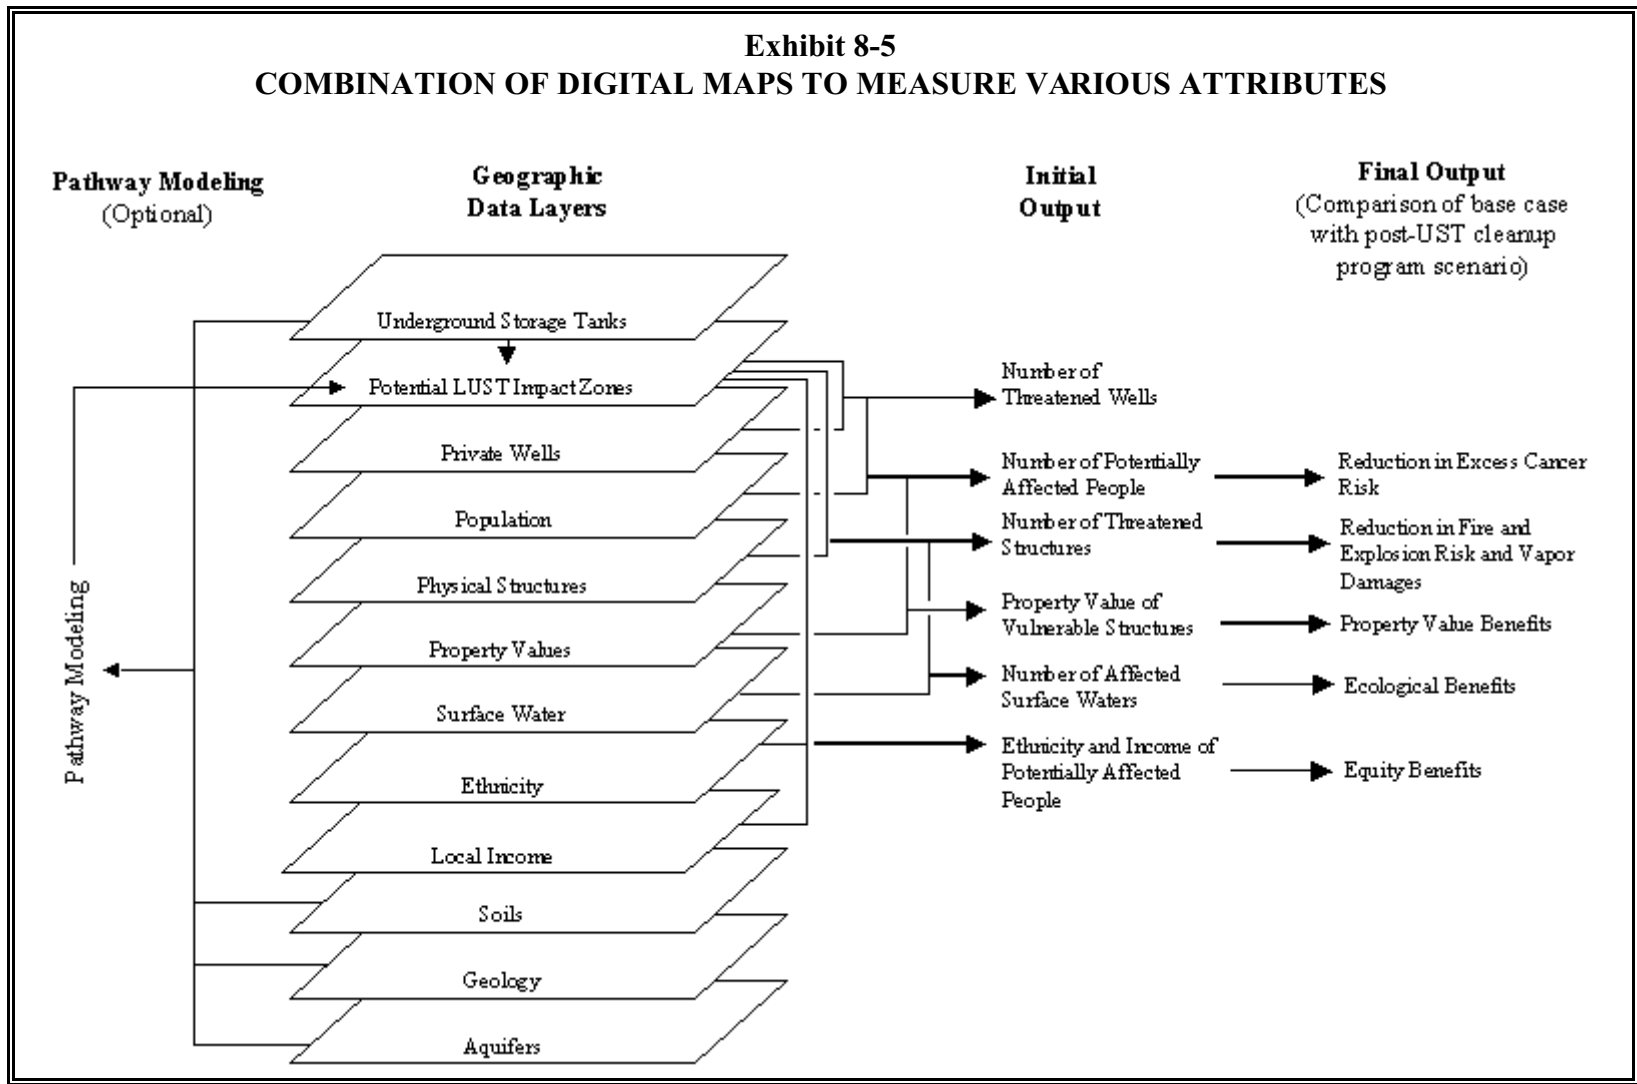 Exhibit 8-5
COMBINATION OF DIGITAL MAPS TO MEASURE VARIOUS ATTRIBUTES
Pathway Modeling
(Optional)
Geographic
Data Layers
Initial
Output
Final Output
(Comparison of base case
with post-UST cleanup
program scenario)
Underground Storage Tanks
Potential LUST Impact Zones
Private Wells
Population
Physical Structures
Property Values
Surface Water
Ethnicity
Local Income
Soils
Geology
Aquifers
Pathway Modeling
Number of
Threatened Wells
Number of Potentially
Affected People
Number of Threatened
Structures
Property Value of
Vulnerable Structures
Number of Affected
Surface Waters
Ethnicity and Income of
Potentially Affected
People
Reduction in Excess Cancer
Risk
Reduction in Fire and
Explosion Risk and Vapor
Damages
Property Value Benefits
Ecological Benefits
Equity Benefits